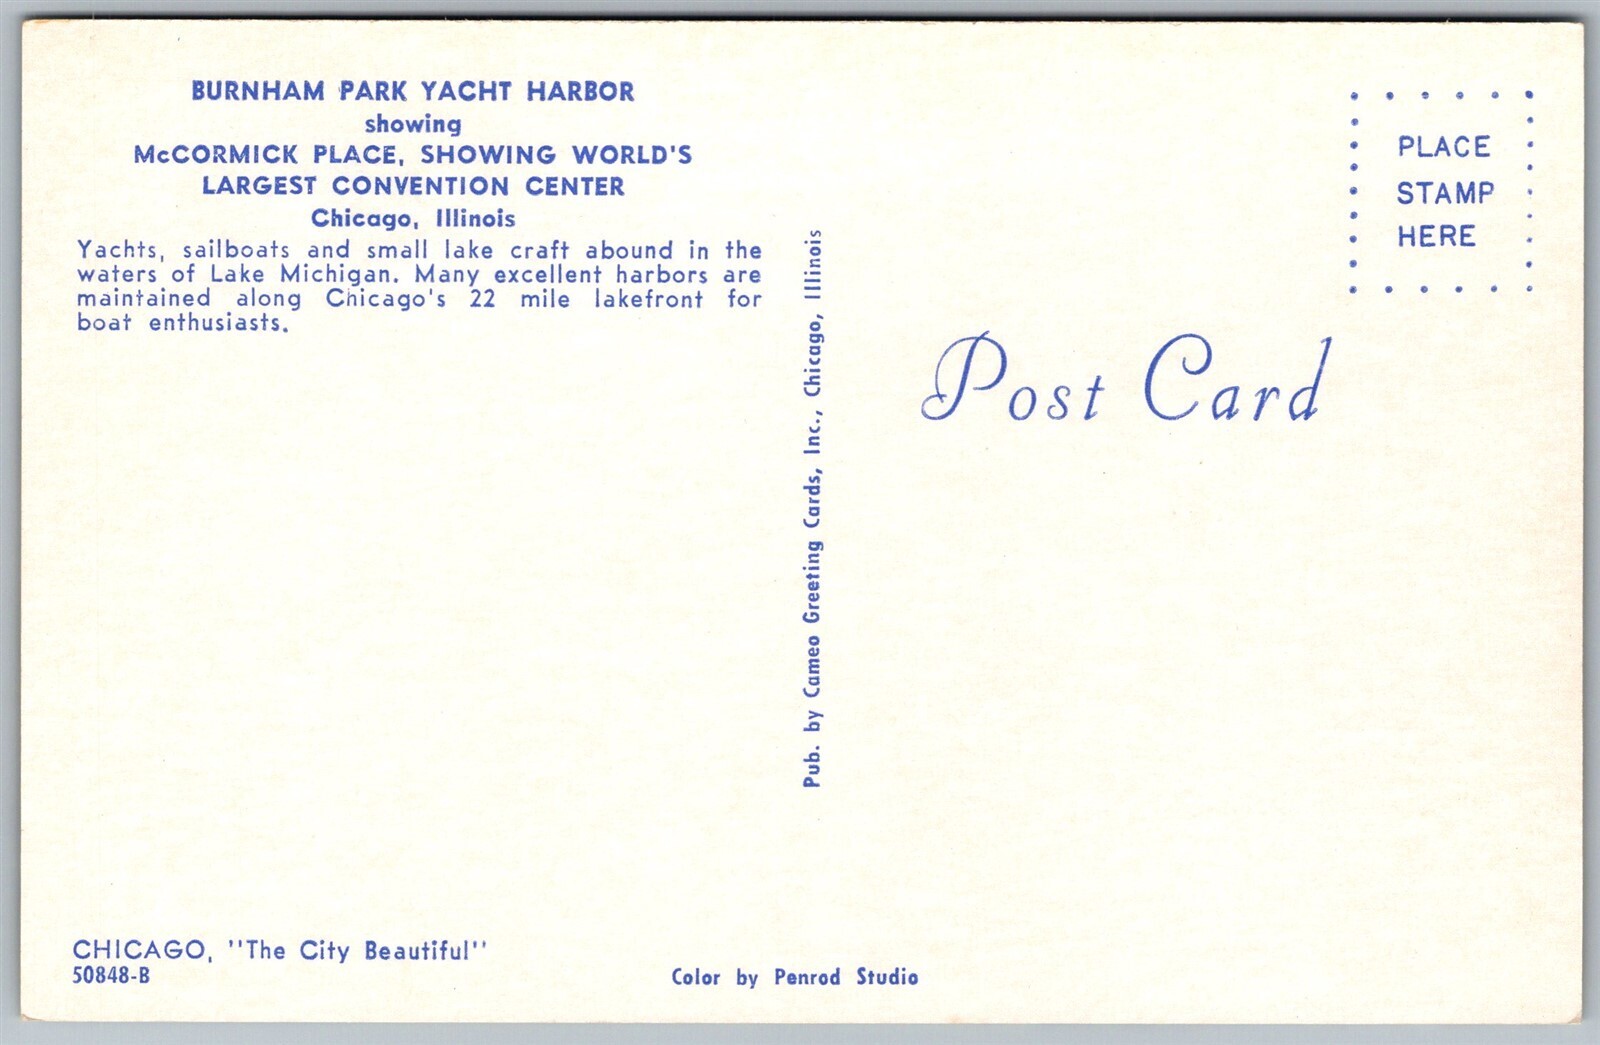 BURNHAM PARK YACHT HARBOR
showing
McCORMICK PLACE, SHOWING WORLD'S
LARGEST CONVENTION CENTER
Chicago, Illinois
Yachts, sailboats and small lake craft abound in the
waters of Lake Michigan. Many excellent harbors are
maintained along Chicago's 22 mile lakefront for
boat enthusiasts.
CHICAGO, "The City Beautiful"
50848-B
Pub. by Cameo Greeting Cards, Inc., Chicago, Illinois
Color by Penrod Studio
PLACE
STAMP
HERE
Post Card